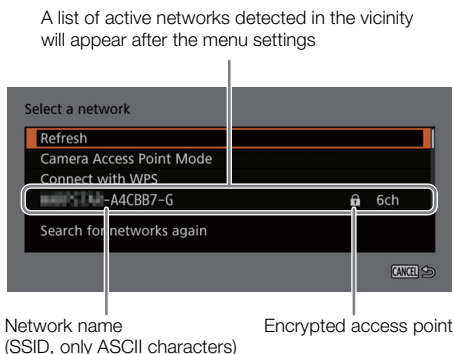 A list of active networks detected in the vicinity
will appear after the menu settings
Select a network
Refresh
Camera Access Point Mode
Connect with WPS
-A4CBB7-G 6ch
Search for networks again
CANCEL
Network name
(SSID, only ASCII characters)
Encrypted access point